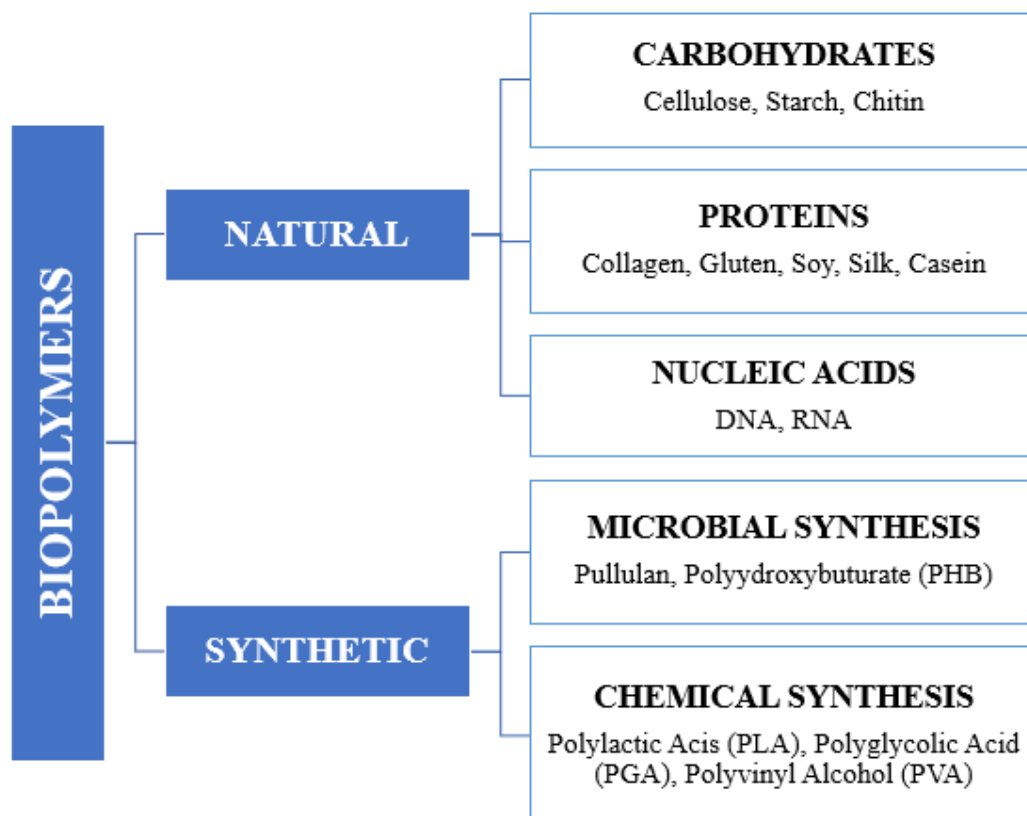 BIOPOLYMERS
NATURAL
CARBOHYDRATES
Cellulose, Starch, Chitin
PROTEINS
Collagen, Gluten, Soy, Silk, Casein
NUCLEIC ACIDS
DNA, RNA
SYNTHETIC
MICROBIAL SYNTHESIS
Pullulan, Polyydroxybuturate (PHB)
CHEMICAL SYNTHESIS
Polylactic Acis (PLA), Polyglycolic Acid
(PGA), Polyvinyl Alcohol (PVA)